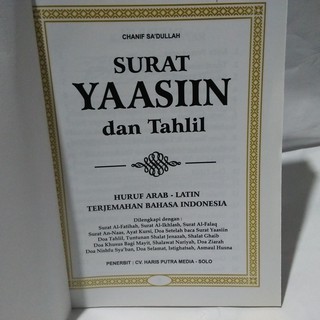 CHANIF SA'DULLAH
SURAT
YAASIIN
dan Tahlil
HURUF ARAB - LATIN
TERJEMAHAN BAHASA INDONESIA
Dilengkapi dengan :
Surat Al-Fatihah, Surat Al-Ikhlash, Surat Al-Falaq
Surat An-Naas, Ayat Kursi, Doa Setelah baca Surat Yaasiin
Doa Tahlil, Tuntunan Shalat Jenazah, Shalat Ghaib
Doa Khusus Bagi Mayit, Shalawat Nariyah, Doa Ziarah
Doa Nishfu Sya'ban, Doa Selamat, Istighatsah, Asmaul Husna
PENERBIT : CV. HARIS PUTRA MEDIA - SOLO